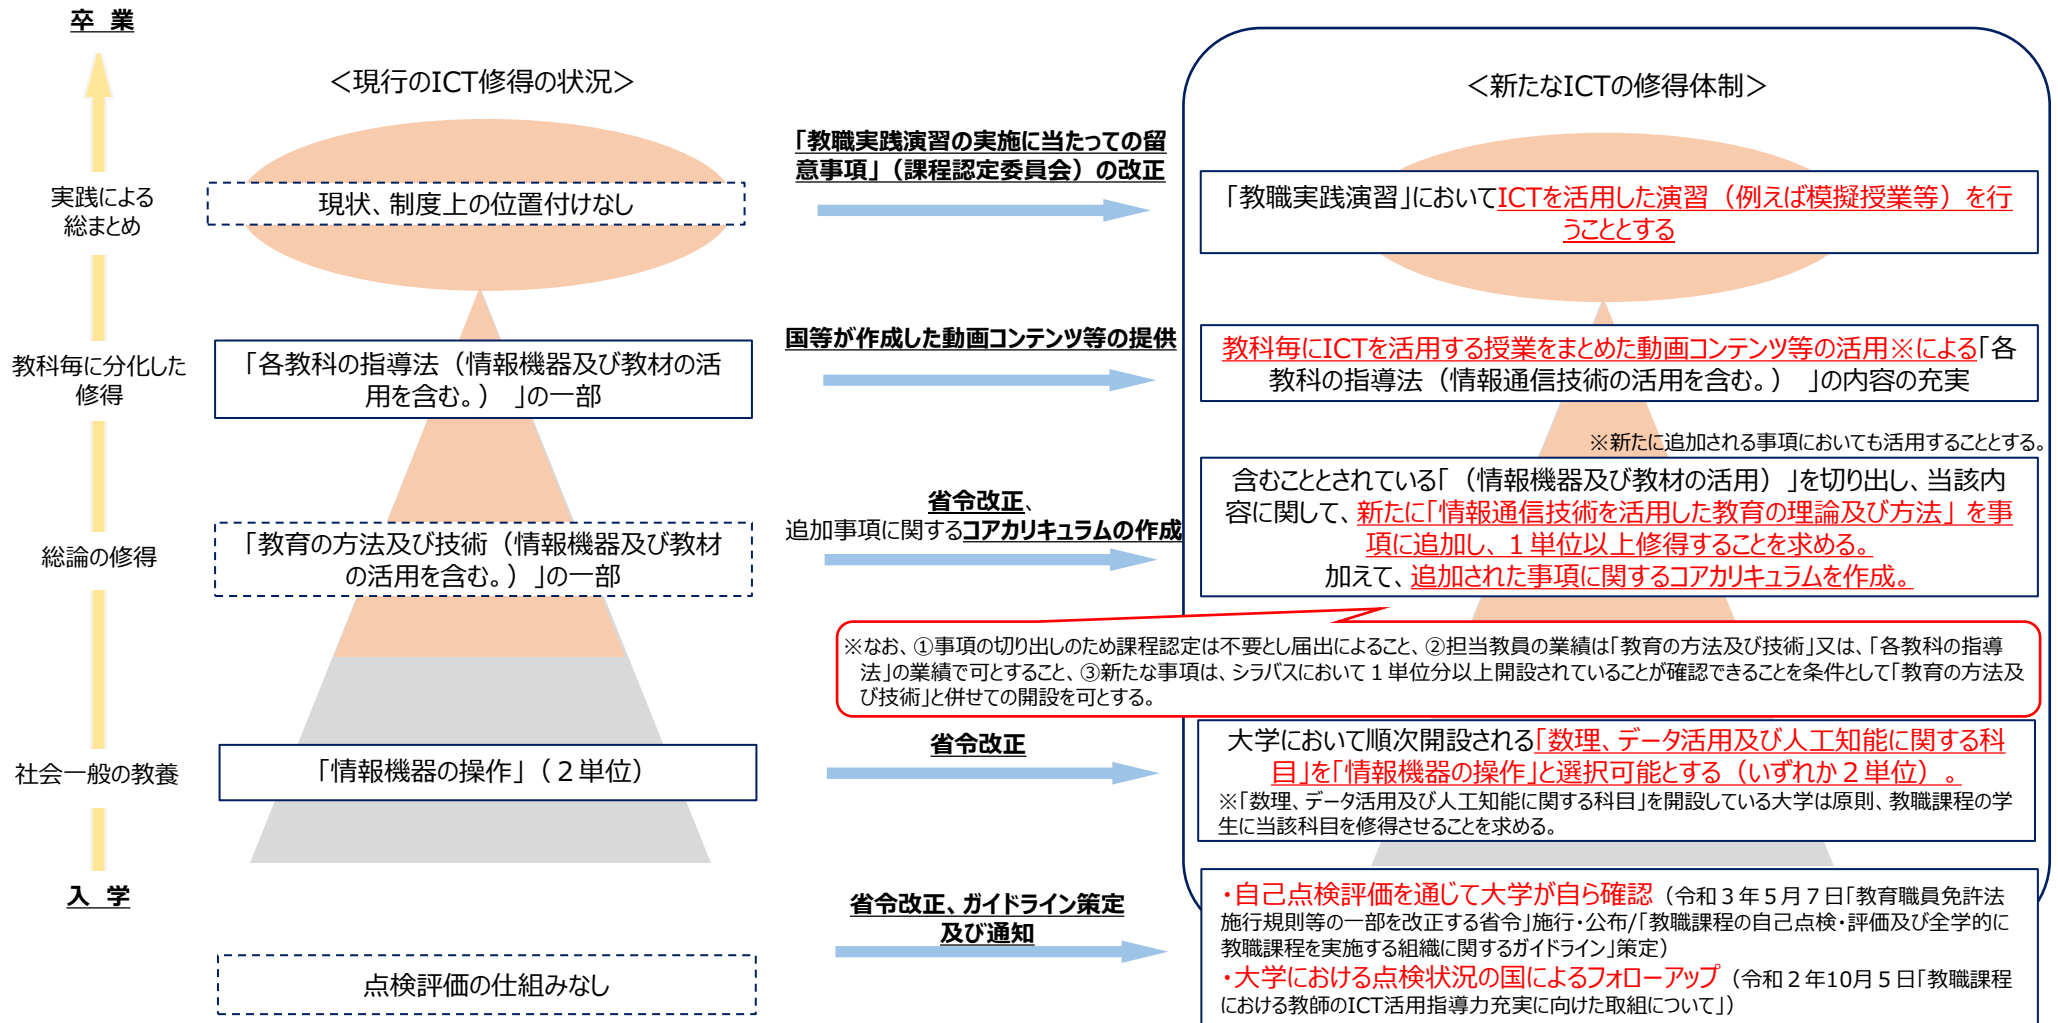 卒 業
実践による
総まとめ
教科毎に分化した
修得
総論の修得
社会一般の教養
入 学
＜現行のICT修得の状況＞
現状、制度上の位置付けなし
「各教科の指導法（情報機器及び教材の活
用を含む。） 」の一部
「教育の方法及び技術（情報機器及び教材
の活用を含む。）」の一部
「情報機器の操作」（２単位）
点検評価の仕組みなし
「教職実践演習の実施に当たっての留
意事項」（課程認定委員会）の改正
国等が作成した動画コンテンツ等の提供
省令改正、
追加事項に関するコアカリキュラムの作成
省令改正
省令改正、ガイドライン策定
及び通知
＜新たなICTの修得体制＞
「教職実践演習」においてICTを活用した演習（例えば模擬授業等）を行
うこととする
教科毎にICTを活用する授業をまとめた動画コンテンツ等の活用※による「各
教科の指導法（情報通信技術の活用を含む。） 」の内容の充実
※新たに追加される事項においても活用することとする。
含むこととされている「（情報機器及び教材の活用）」を切り出し、当該内
容に関して、新たに「情報通信技術を活用した教育の理論及び方法」を事
項に追加し、１単位以上修得することを求める。
加えて、追加された事項に関するコアカリキュラムを作成。
※なお、①事項の切り出しのため課程認定は不要とし届出によること、②担当教員の業績は「教育の方法及び技術」又は、「各教科の指導
法」の業績で可とすること、③新たな事項は、シラバスにおいて１単位分以上開設されていることが確認できることを条件として「教育の方法及
び技術」と併せての開設を可とする。
大学において順次開設される「数理、データ活用及び人工知能に関する科
目」を「情報機器の操作」と選択可能とする（いずれか２単位）。
※「数理、データ活用及び人工知能に関する科目」を開設している大学は原則、教職課程の学
生に当該科目を修得させることを求める。
・自己点検評価を通じて大学が自ら確認（令和３年５月７日「教育職員免許法
施行規則等の一部を改正する省令」施行・公布/「教職課程の自己点検・評価及び全学的に
教職課程を実施する組織に関するガイドライン」策定）
・大学における点検状況の国によるフォローアップ（令和２年10月５日「教職課程
における教師のICT活用指導力充実に向けた取組について」）